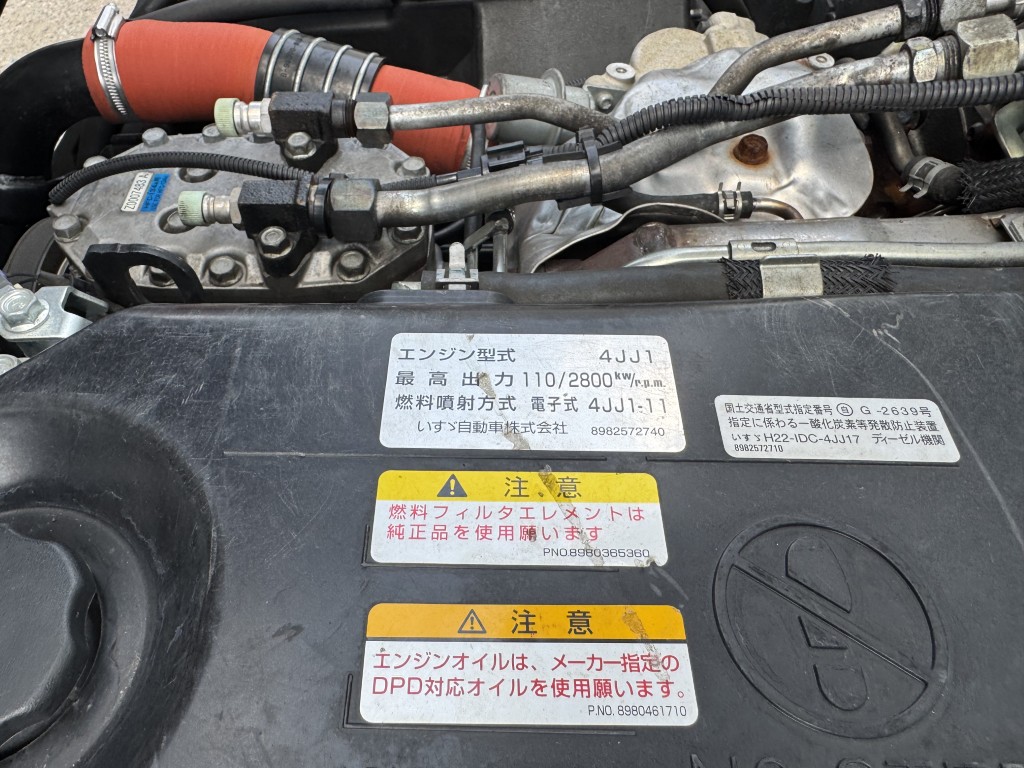 Z0007483 A
エンジン型式 4JJ1
最高出力 110/2800kW/r.p.m.
燃料噴射方式 電子式 4JJ1-11
いすゞ自動車株式会社 8982572740
国土交通省型式指定番号 G-2639号
指定に係わる一酸化炭素等発散防止装置
いすゞH22-IDC-4JJ17 ディーゼル機関
8982572710
注意
燃料フィルタエレメントは
純正品を使用願います
PNO.8980365360
注意
エンジンオイルは、メーカー指定の
DPD対応オイルを使用願います。
P.NO. 8980461710